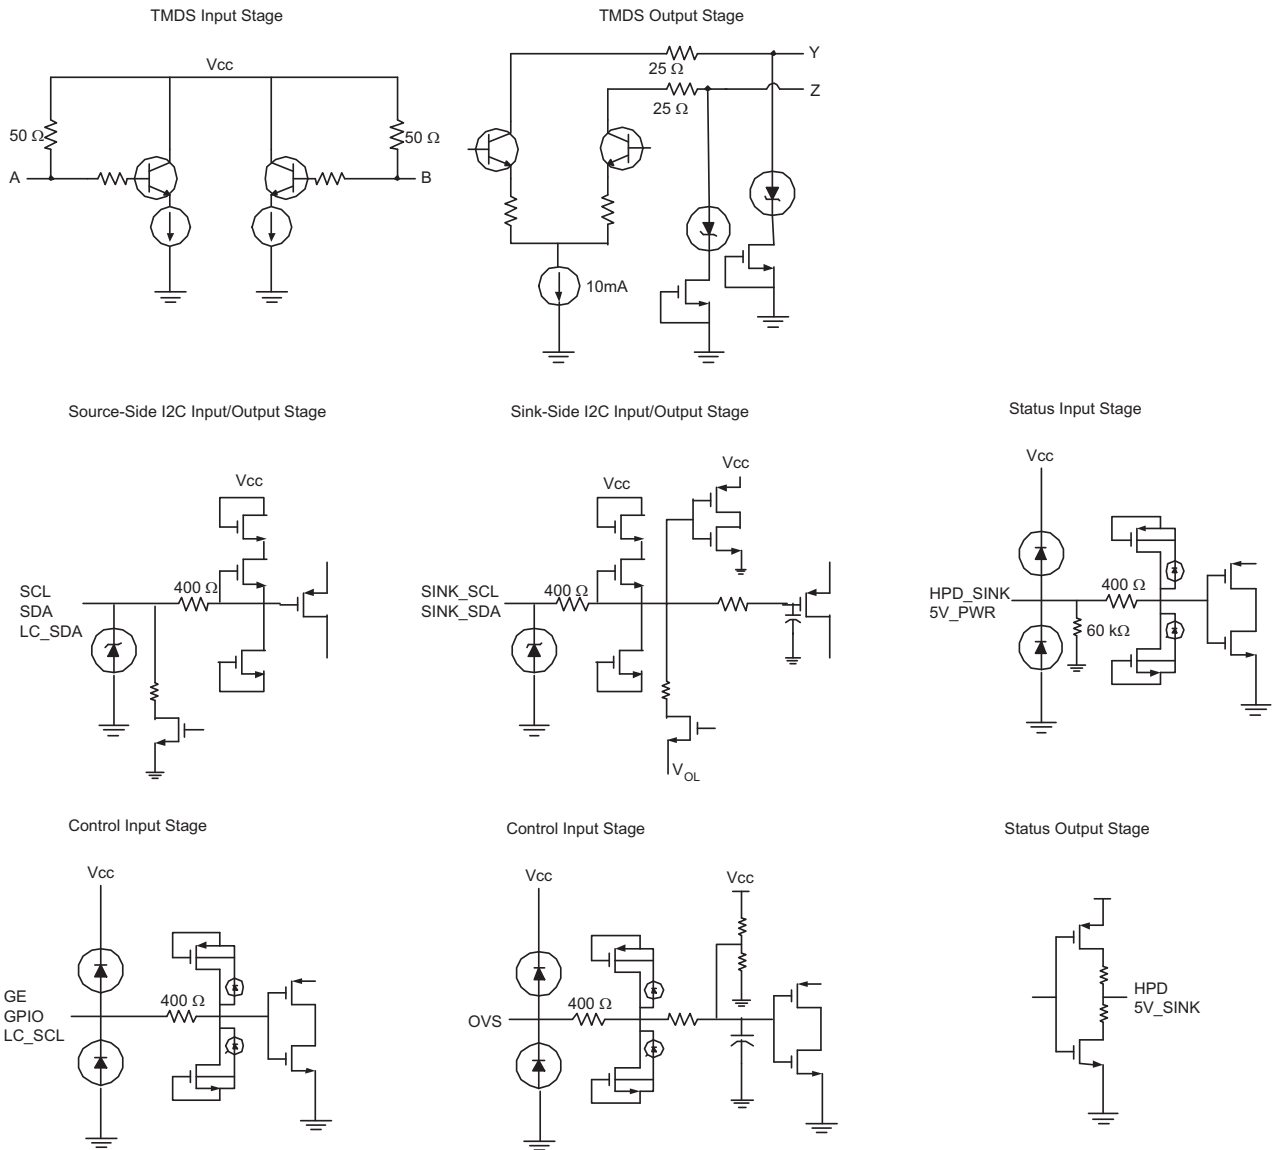 TMDS Input Stage
TMDS Output Stage
Vcc
50 Ω
50 Ω
A
B
25 Ω
Y
25 Ω
Z
10mA
Source-Side I2C Input/Output Stage
Sink-Side I2C Input/Output Stage
Status Input Stage
Vcc
SCL
SDA
LC_SDA
400 Ω
Vcc
Vcc
SINK_SCL
SINK_SDA
400 Ω
VOL
Vcc
HPD_SINK
5V_PWR
400 Ω
60 kΩ
Control Input Stage
Control Input Stage
Status Output Stage
Vcc
GE
GPIO
LC_SCL
400 Ω
Vcc
Vcc
OVS
400 Ω
HPD
5V_SINK